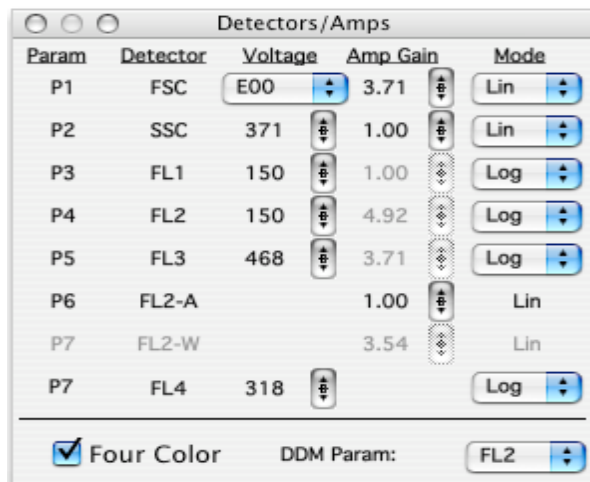 Detectors/Amps
Param Detector Voltage Amp Gain Mode
P1 FSC E00 3.71 Lin
P2 SSC 371 1.00 Lin
P3 FL1 150 1.00 Log
P4 FL2 150 4.92 Log
P5 FL3 468 3.71 Log
P6 FL2-A 1.00 Lin
P7 FL2-W 3.54 Lin
P7 FL4 318 Log
Four Color DDM Param: FL2